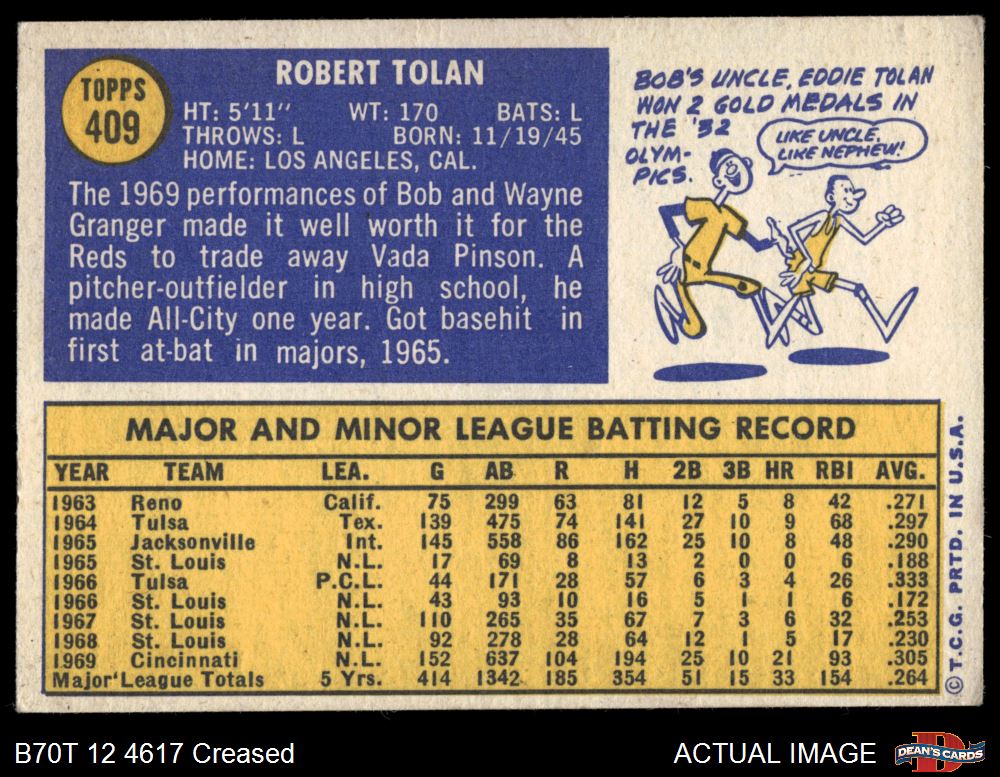 TOPPS
409
ROBERT TOLAN
HT: 5'11" WT: 170 BATS: L
THROWS: L BORN: 11/19/45
HOME: LOS ANGELES, CAL.
The 1969 performances of Bob and Wayne
Granger made it well worth it for the
Reds to trade away Vada Pinson. A
pitcher-outfielder in high school, he
made All-City one year. Got basehit in
first at-bat in majors, 1965.
BOB'S UNCLE, EDDIE TOLAN
WON 2 GOLD MEDALS IN
THE '32
OLYM-
PICS.
LIKE UNCLE,
LIKE NEPHEW!
MAJOR AND MINOR LEAGUE BATTING RECORD
YEAR TEAM LEA. G AB R H 2B 3B HR RBI AVG.
1963 Reno Calif. 75 299 63 81 12 5 8 42 .271
1964 Tulsa Tex. 139 475 74 141 27 10 9 68 .297
1965 Jacksonville Int. 145 558 86 162 25 10 8 48 .290
1965 St. Louis N.L. 17 69 8 13 2 0 0 6 .188
1966 Tulsa P.C.L. 44 171 28 57 6 3 4 26 .333
1966 St. Louis N.L. 43 93 10 16 5 1 1 6 .172
1967 St. Louis N.L. 110 265 35 67 7 3 6 32 .253
1968 St. Louis N.L. 92 278 28 64 12 1 5 17 .230
1969 Cincinnati N.L. 152 637 104 194 25 10 21 93 .305
Major League Totals 5 Yrs. 414 1342 185 354 51 15 33 154 .264
© T.C.G. PRTD. IN U.S.A.
B70T 12 4617 Creased
ACTUAL IMAGE
D
DEAN'S CARDS